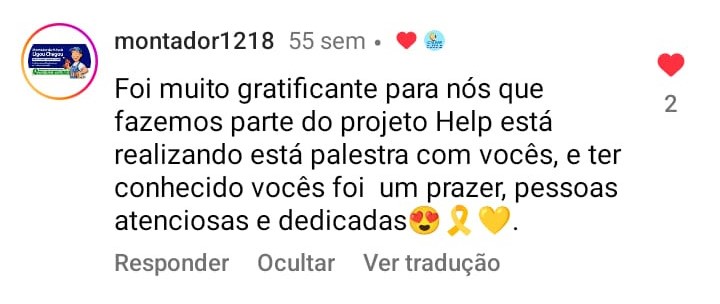 montador1218 55 sem •
Foi muito gratificante para nós que
fazemos parte do projeto Help está
realizando está palestra com vocês, e ter
conhecido vocês foi um prazer, pessoas
atenciosas e dedicadas😍🎗️💛.
Responder Ocultar Ver tradução
2